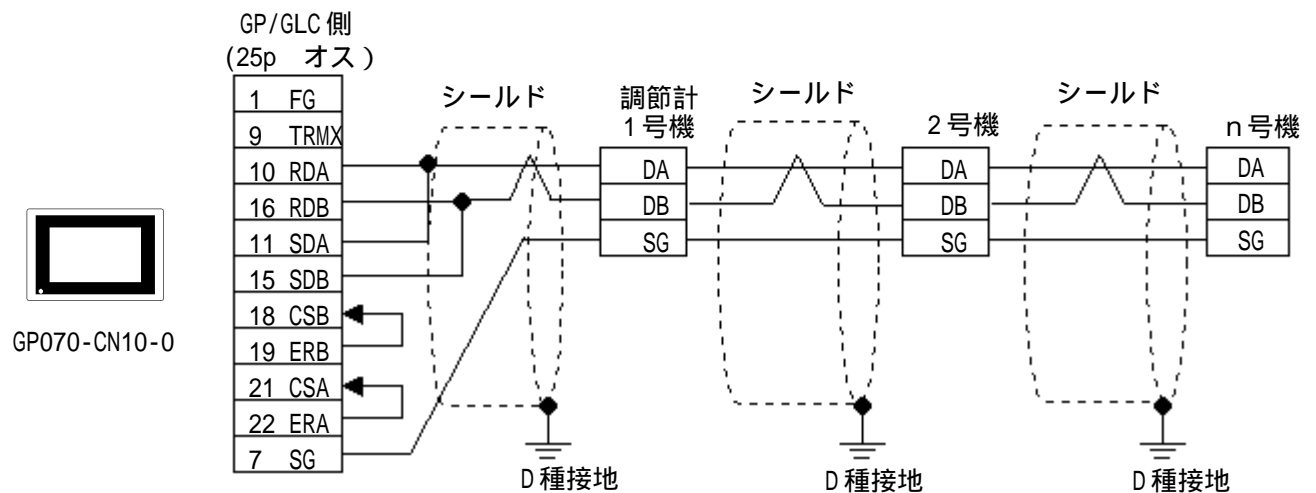 GP/GLC 側
(25p オス)
1 FG
9 TRMX
10 RDA
16 RDB
11 SDA
15 SDB
18 CSB
19 ERB
21 CSA
22 ERA
7 SG
GP070-CN10-0
シールド
D種接地
調節計
1号機
DA
DB
SG
シールド
D種接地
2号機
DA
DB
SG
シールド
D種接地
n号機
DA
DB
SG